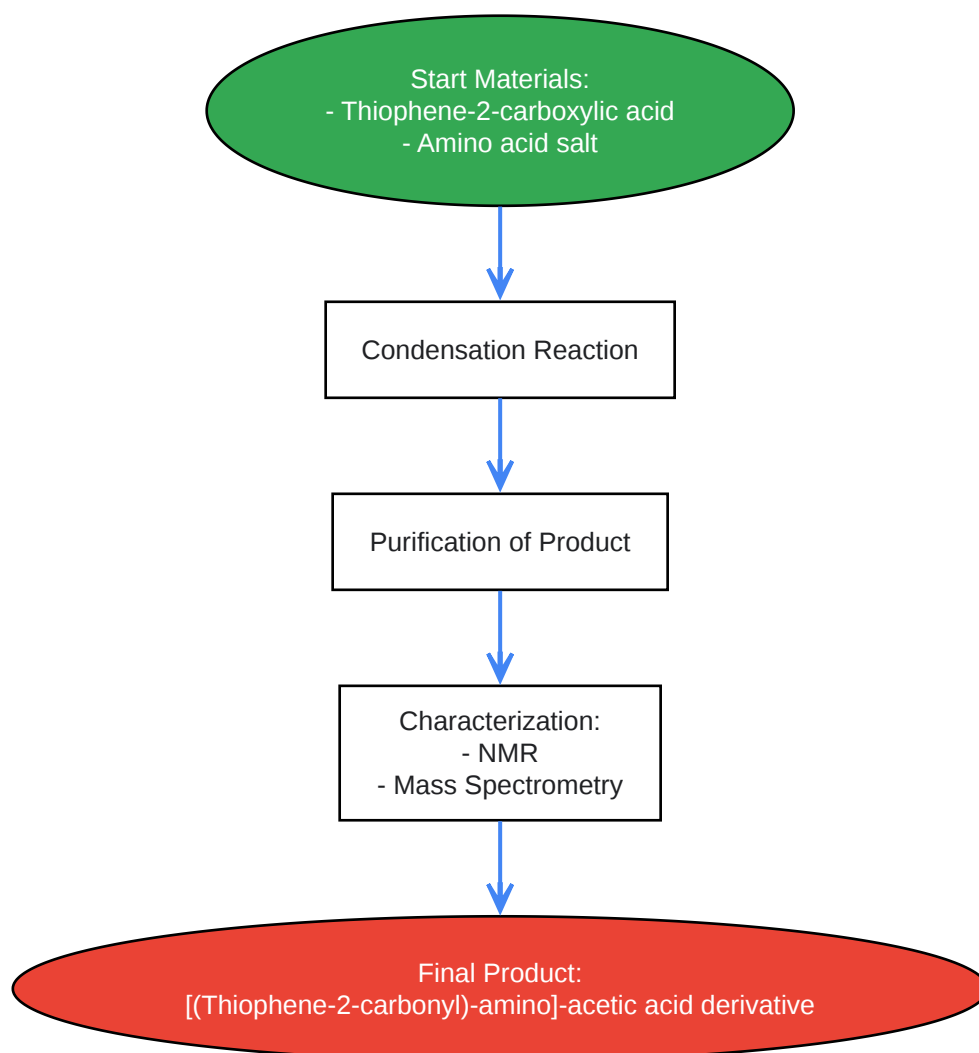 Start Materials:
- Thiophene-2-carboxylic acid
- Amino acid salt
Condensation Reaction
Purification of Product
Characterization:
- NMR
- Mass Spectrometry
Final Product:
[(Thiophene-2-carbonyl)-amino]-acetic acid derivative